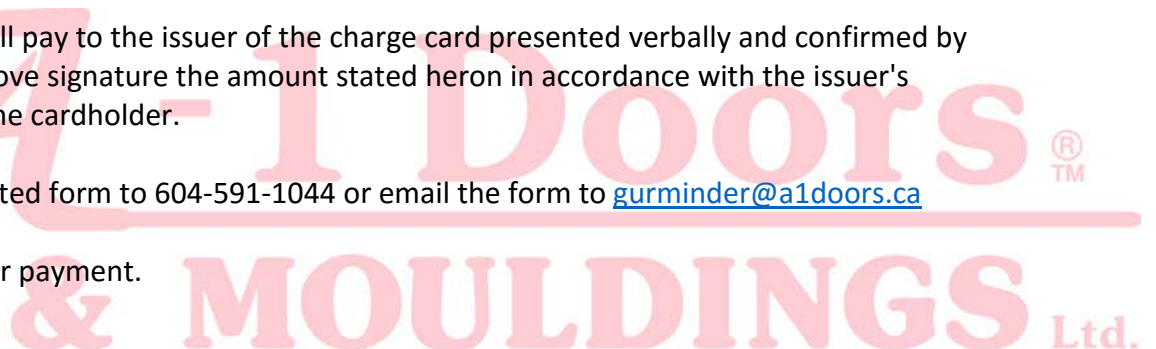 ll pay to the issuer of the charge card presented verbally and confirmed by
ove signature the amount stated heron in accordance with the issuer's
ne cardholder.
ted form to 604-591-1044 or email the form to gurminder@a1doors.ca
r payment.
A-1 Doors ® TM
& MOULDINGS Ltd.